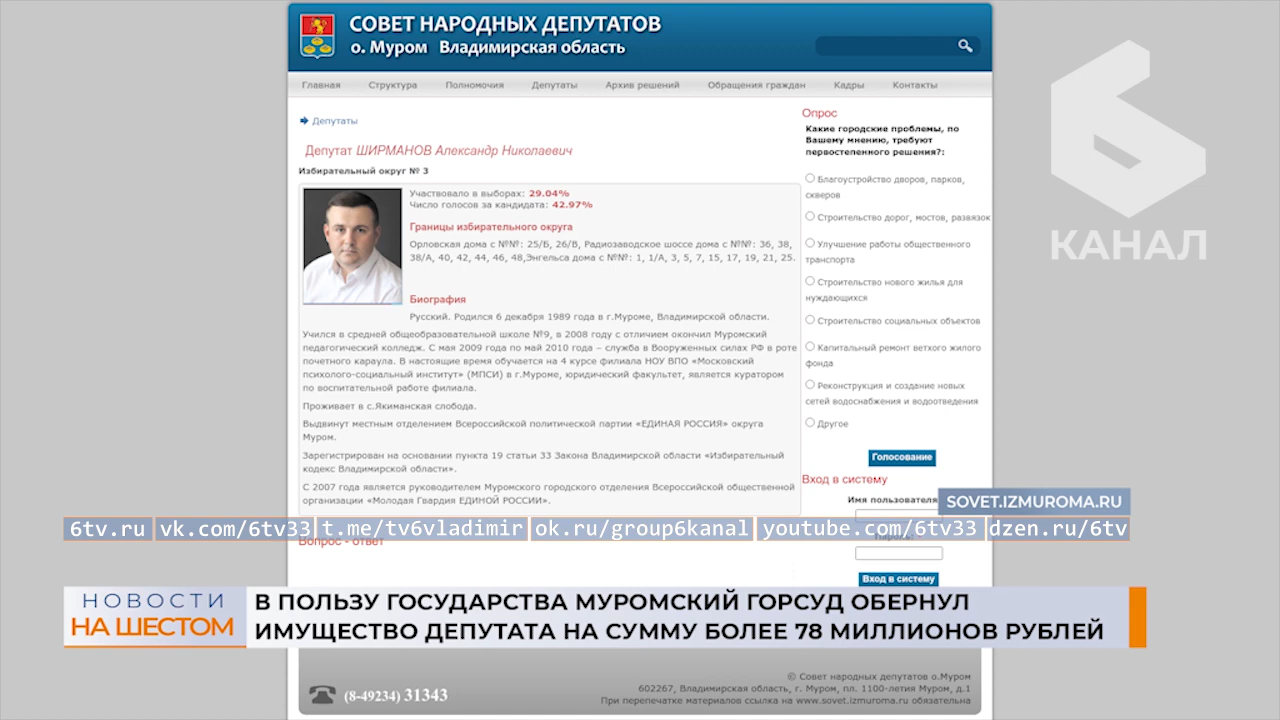 СОВЕТ НАРОДНЫХ ДЕПУТАТОВ
о. Муром Владимирская область
Главная Структура Полномочия Депутаты Архив решений Обращения граждан Кадры Контакты
Депутаты
Депутат ШИРМАНОВ Александр Николаевич
Избирательный округ № 3
Участвовало в выборах: 29.04%
Число голосов за кандидата: 42.97%
Границы избирательного округа
Орловская дома с №№: 25/Б, 26/В, Радиозаводское шоссе дома с №№: 36, 38,
38/А, 40, 42, 44, 46, 48,Энгельса дома с №№: 1, 1/А, 3, 5, 7, 15, 17, 19, 21, 25.
Биография
Русский. Родился 6 декабря 1989 года в г.Муроме, Владимирской области.
Учился в средней общеобразовательной школе №9, в 2008 году с отличием окончил Муромский
педагогический колледж. С мая 2009 года по май 2010 года – служба в Вооруженных силах РФ в роте
почетного караула. В настоящие время обучается на 4 курсе филиала НОУ ВПО «Московский
психолого-социальный институт» (МПСИ) в г.Муроме, юридический факультет, является куратором
по воспитательной работе филиала.
Проживает в с.Якиманская слобода.
Выдвинут местным отделением Всероссийской политической партии «ЕДИНАЯ РОССИЯ» округа
Муром.
Зарегистрирован на основании пункта 19 статьи 33 Закона Владимирской области «Избирательный
кодекс Владимирской области».
С 2007 года является руководителем Муромского городского отделения Всероссийской общественной
организации «Молодая Гвардия ЕДИНОЙ РОССИИ».
Вопрос - ответ
Опрос
Какие городские проблемы, по
Вашему мнению, требуют
первостепенного решения?:
Благоустройство дворов, парков,
скверов
Строительство дорог, мостов, развязок
Улучшение работы общественного
транспорта
Строительство нового жилья для
нуждающихся
Строительство социальных объектов
Капитальный ремонт ветхого жилого
фонда
Реконструкция и создание новых
сетей водоснабжения и водоотведения
Другое
Голосование
Вход в систему
Имя пользователя
Вход в систему
КАНАЛ
SOVET.IZMUROMA.RU
6tv.ru vk.com/6tv33 t.me/tv6vladimir ok.ru/group6kanal youtube.com/6tv33 dzen.ru/6tv
НОВОСТИ
НА ШЕСТОМ
В ПОЛЬЗУ ГОСУДАРСТВА МУРОМСКИЙ ГОРСУД ОБЕРНУЛ
ИМУЩЕСТВО ДЕПУТАТА НА СУММУ БОЛЕЕ 78 МИЛЛИОНОВ РУБЛЕЙ
(8-49234) 31343
© Совет народных депутатов о.Муром
602267, Владимирская область, г. Муром, пл. 1100-летия Муром, д.1
При перепечатке материалов ссылка на www.sovet.izmuroma.ru обязательна